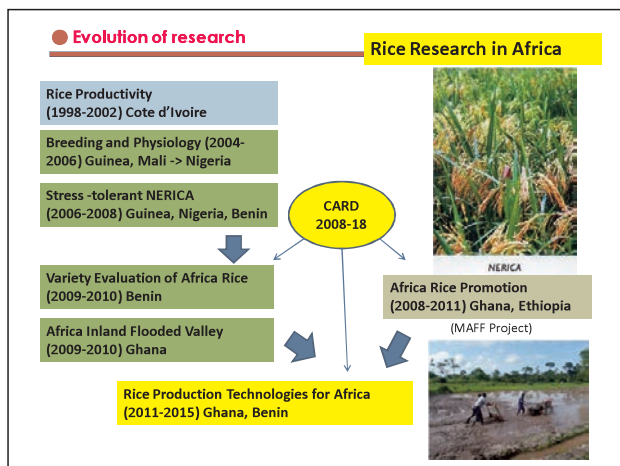 Evolution of research
Rice Research in Africa
Rice Productivity
(1998-2002) Cote d'Ivoire
Breeding and Physiology (2004-
2006) Guinea, Mali -> Nigeria
Stress -tolerant NERICA
(2006-2008) Guinea, Nigeria, Benin
CARD
2008-18
NERICA
Variety Evaluation of Africa Rice
(2009-2010) Benin
Africa Rice Promotion
(2008-2011) Ghana, Ethiopia
(MAFF Project)
Africa Inland Flooded Valley
(2009-2010) Ghana
Rice Production Technologies for Africa
(2011-2015) Ghana, Benin